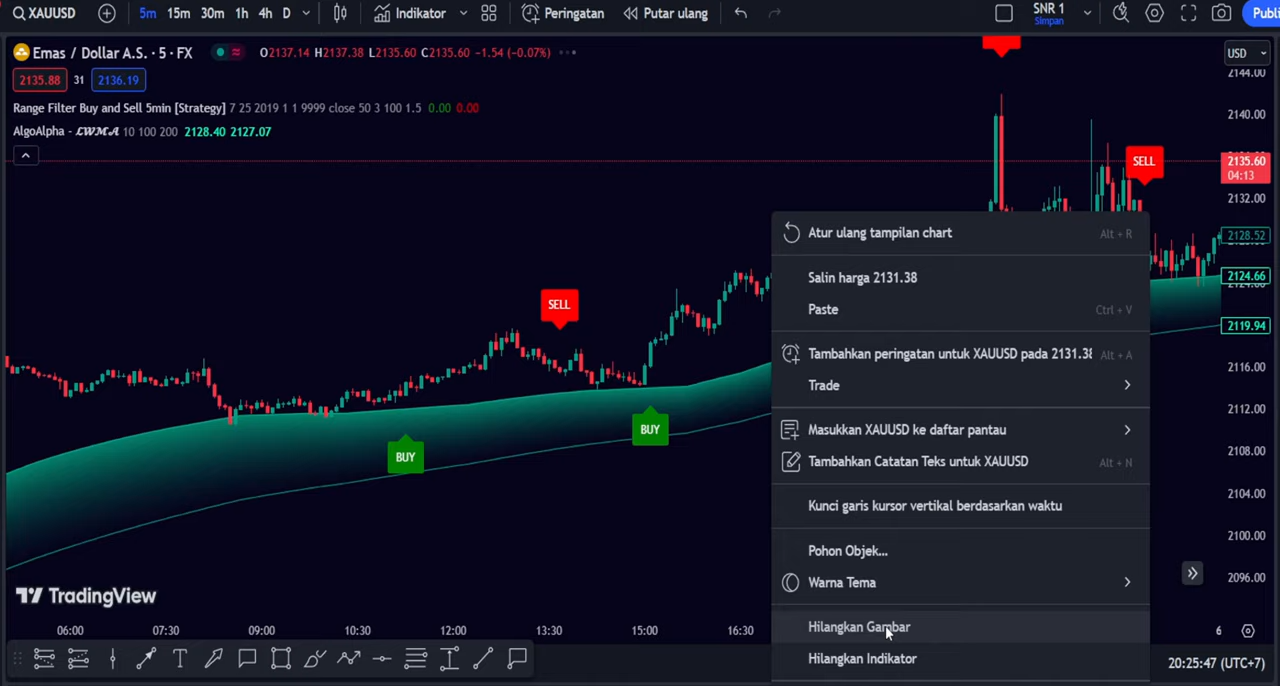 XAUUSD 5m 15m 30m 1h 4h D Indikator Peringatan Putar ulang SNR 1 Simpan Publi
Emas / Dollar A.S. · 5 · FX O2137.14 H2137.38 L2135.60 C2135.60 −1.54 (−0.07%)
USD
2135.88 31 2136.19
Range Filter Buy and Sell 5min [Strategy] 7 25 2019 1 1 9999 close 50 3 100 1.5 0.00 0.00
AlgoAlpha - 𝓛𝓦𝓜𝓐 10 100 200 2128.40 2127.07
SELL
SELL
BUY
BUY
2144.00
2140.00
2135.60
04:13
2132.00
2128.52
2124.66
2119.94
2116.00
2112.00
2108.00
2104.00
2100.00
2096.00
Atur ulang tampilan chart Alt + R
Salin harga 2131.38
Paste Ctrl + V
Tambahkan peringatan untuk XAUUSD pada 2131.38 Alt + A
Trade
Masukkan XAUUSD ke daftar pantau
Tambahkan Catatan Teks untuk XAUUSD Alt + N
Kunci garis kursor vertikal berdasarkan waktu
Pohon Objek...
Warna Tema
Hilangkan Gambar
Hilangkan Indikator
TradingView
06:00 07:30 09:00 10:30 12:00 13:30 15:00 16:30 6
20:25:47 (UTC+7)